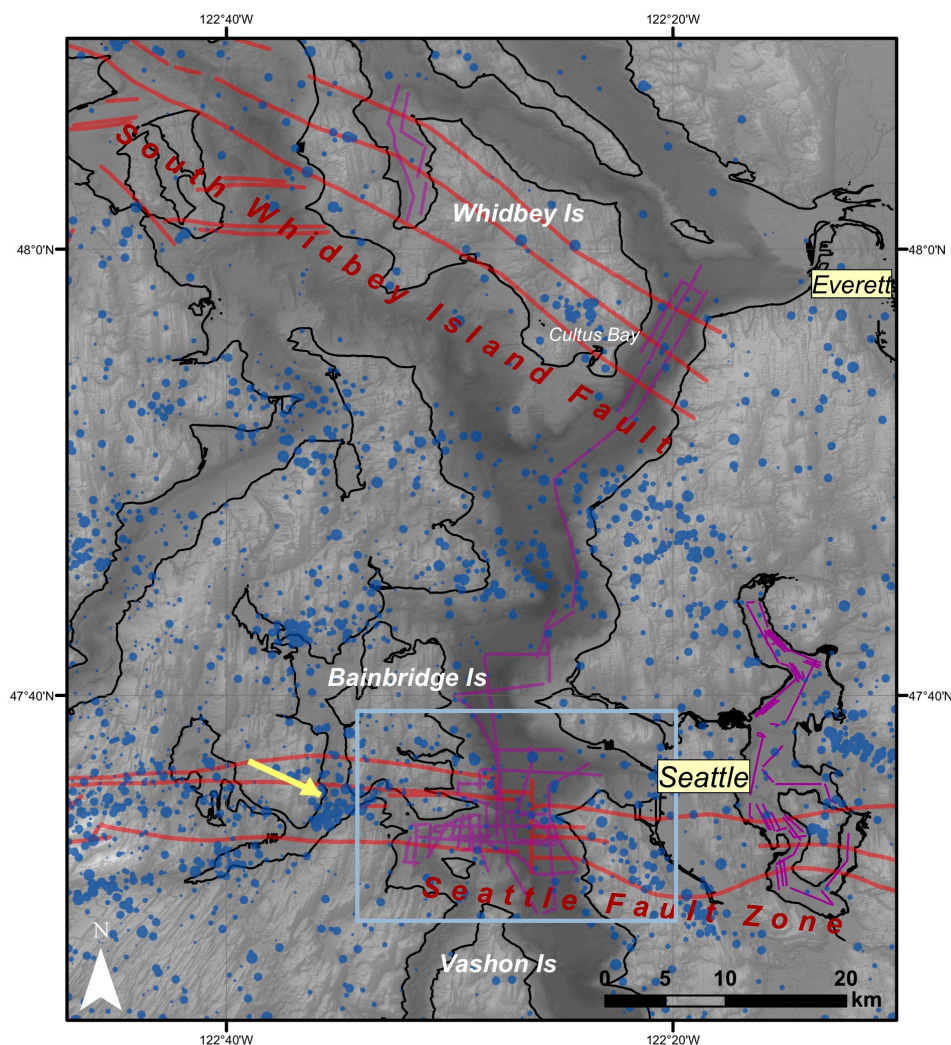 122°40'W 122°20'W
South Whidbey Island Fault
Whidbey Is
48°0'N 48°0'N
Everett
Cultus Bay
Bainbridge Is
47°40'N 47°40'N
Seattle
Seattle Fault Zone
N
Vashon Is
0 5 10 20
km
122°40'W 122°20'W